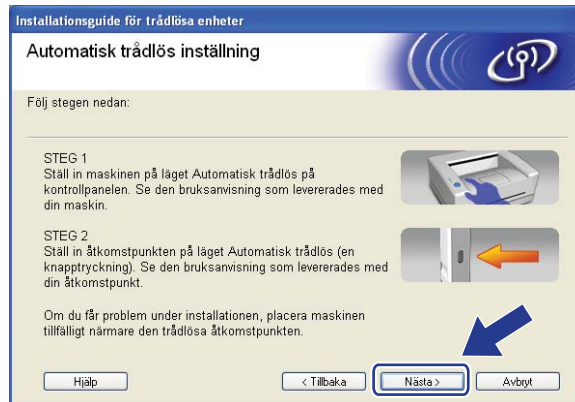 Installationsguide för trådlösa enheter
Automatisk trådlös inställning
Följ stegen nedan:
STEG 1
Ställ in maskinen på läget Automatisk trådlös på
kontrollpanelen. Se den bruksanvisning som levererades med
din maskin.
STEG 2
Ställ in åtkomstpunkten på läget Automatisk trådlös (en
knapptryckning). Se den bruksanvisning som levererades med
din åtkomstpunkt.
Om du får problem under installationen, placera maskinen
tillfälligt närmare den trådlösa åtkomstpunkten.
Hjälp
< Tillbaka
Nästa >
Avbryt